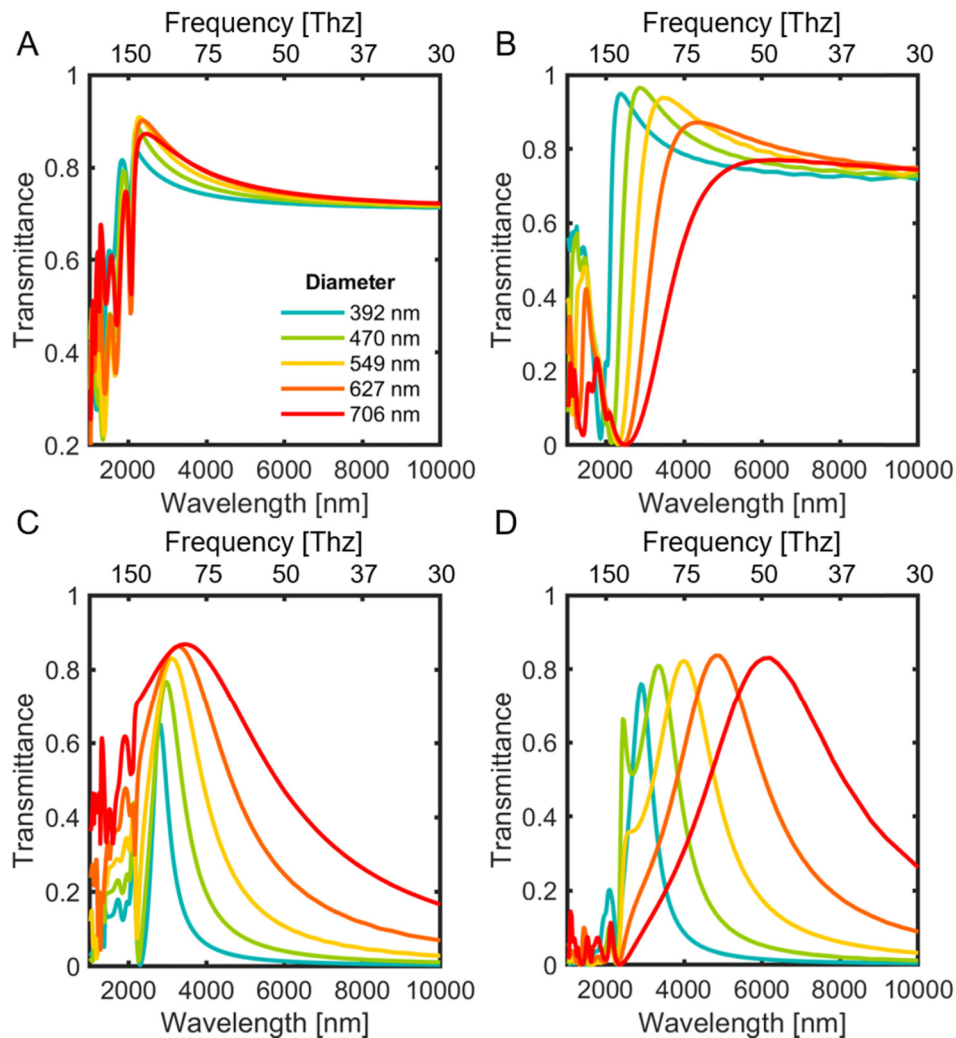 A
Frequency [Thz]
150 75 50 37 30
Transmittance
1
0.8
0.6
0.4
0.2
Diameter
392 nm
470 nm
549 nm
627 nm
706 nm
2000 4000 6000 8000 10000
Wavelength [nm]
B
Frequency [Thz]
150 75 50 37 30
Transmittance
1
0.8
0.6
0.4
0.2
0
2000 4000 6000 8000 10000
Wavelength [nm]
C
Frequency [Thz]
150 75 50 37 30
Transmittance
1
0.8
0.6
0.4
0.2
0
2000 4000 6000 8000 10000
Wavelength [nm]
D
Frequency [Thz]
150 75 50 37 30
Transmittance
1
0.8
0.6
0.4
0.2
0
2000 4000 6000 8000 10000
Wavelength [nm]